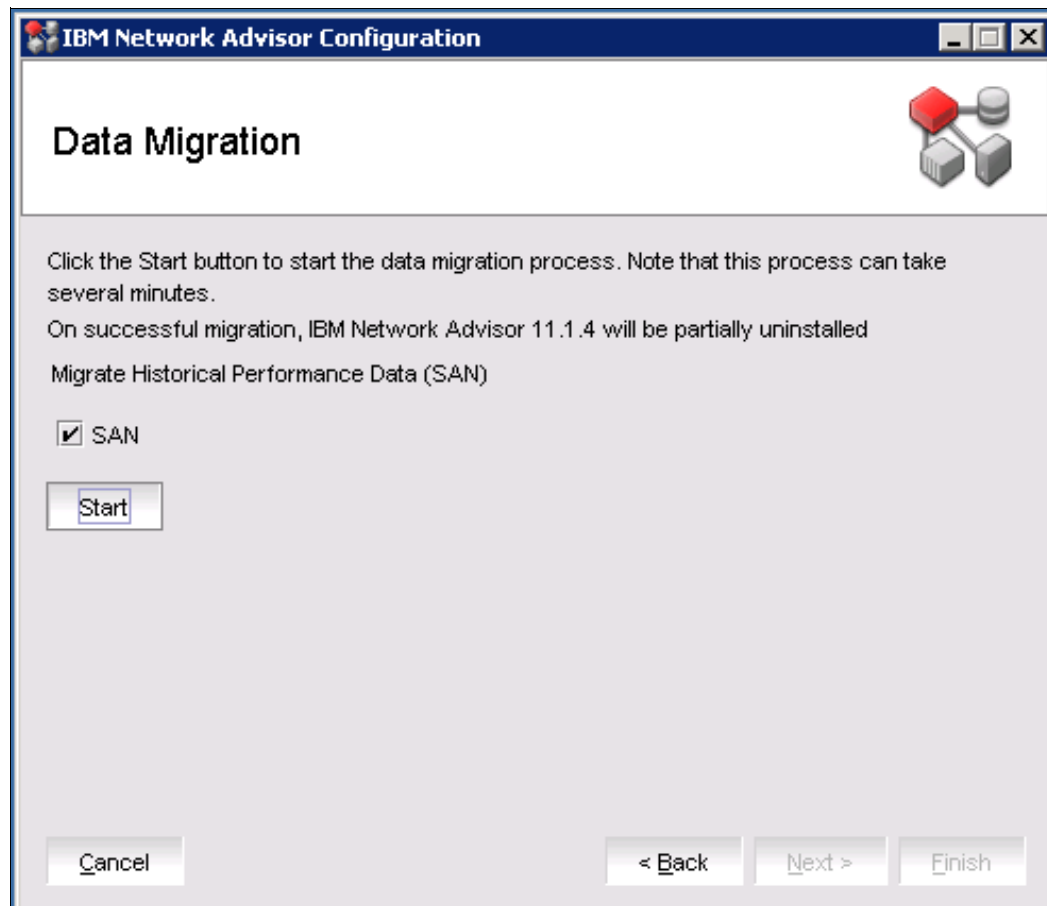 IBM Network Advisor Configuration
Data Migration
Click the Start button to start the data migration process. Note that this process can take
several minutes.
On successful migration, IBM Network Advisor 11.1.4 will be partially uninstalled
Migrate Historical Performance Data (SAN)
SAN
Start
Cancel
< Back
Next >
Finish